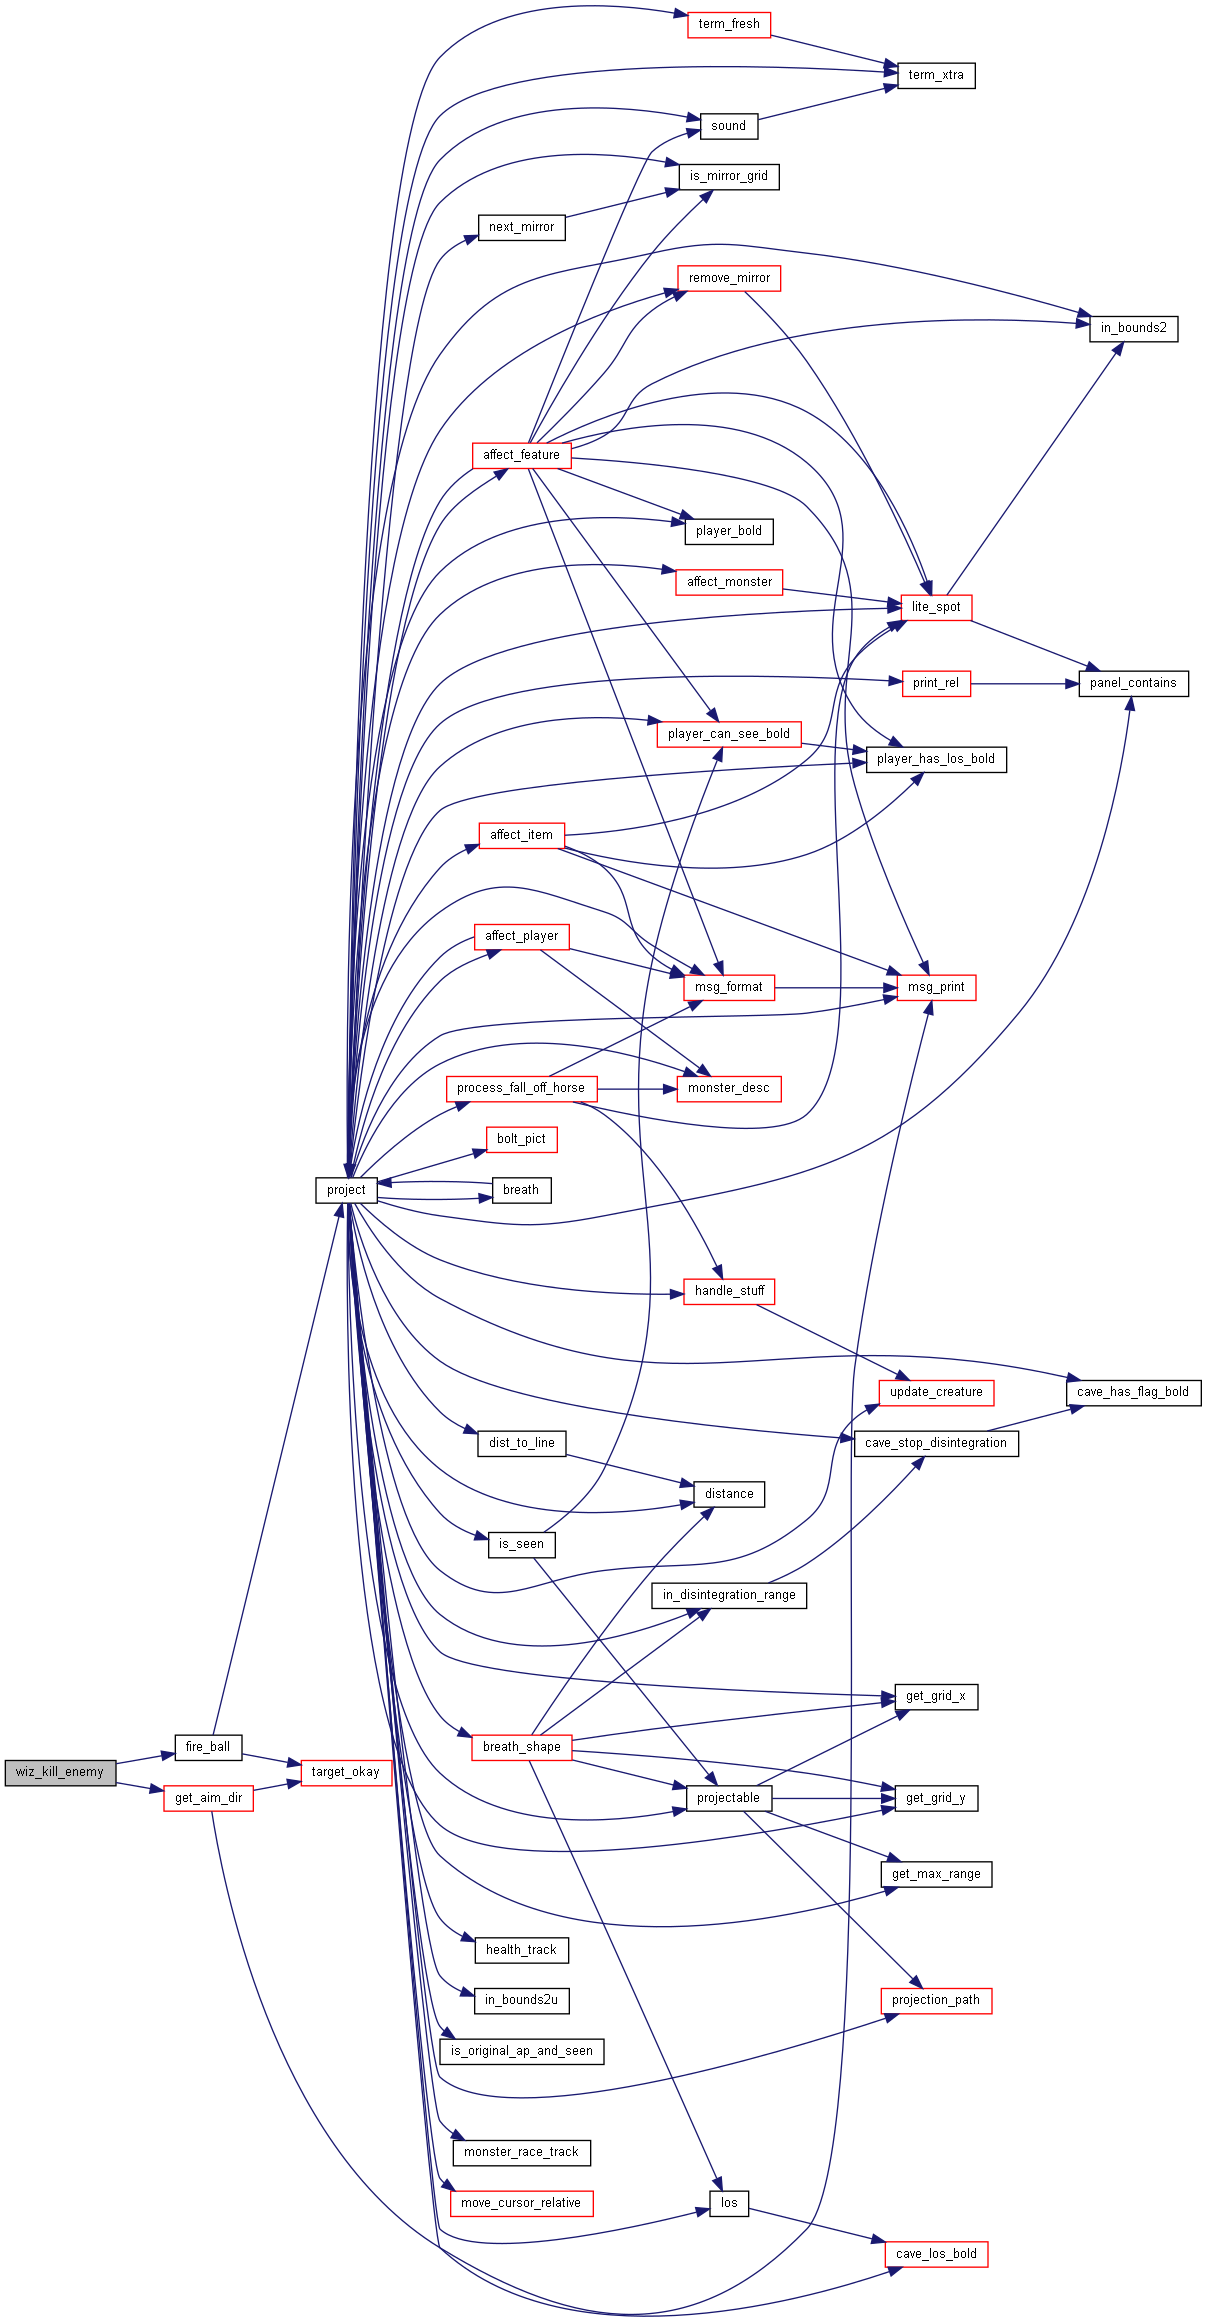 term_fresh
term_xtra
sound
is_mirror_grid
next_mirror
remove_mirror
in_bounds2
affect_feature
player_bold
affect_monster
lite_spot
print_rel
panel_contains
player_can_see_bold
player_has_los_bold
affect_item
affect_player
msg_format
msg_print
process_fall_off_horse
monster_desc
bolt_pict
project
breath
handle_stuff
update_creature
cave_has_flag_bold
dist_to_line
cave_stop_disintegration
distance
is_seen
in_disintegration_range
get_grid_x
fire_ball
breath_shape
wiz_kill_enemy
target_okay
get_aim_dir
projectable
get_grid_y
get_max_range
health_track
in_bounds2u
projection_path
is_original_ap_and_seen
monster_race_track
move_cursor_relative
los
cave_los_bold